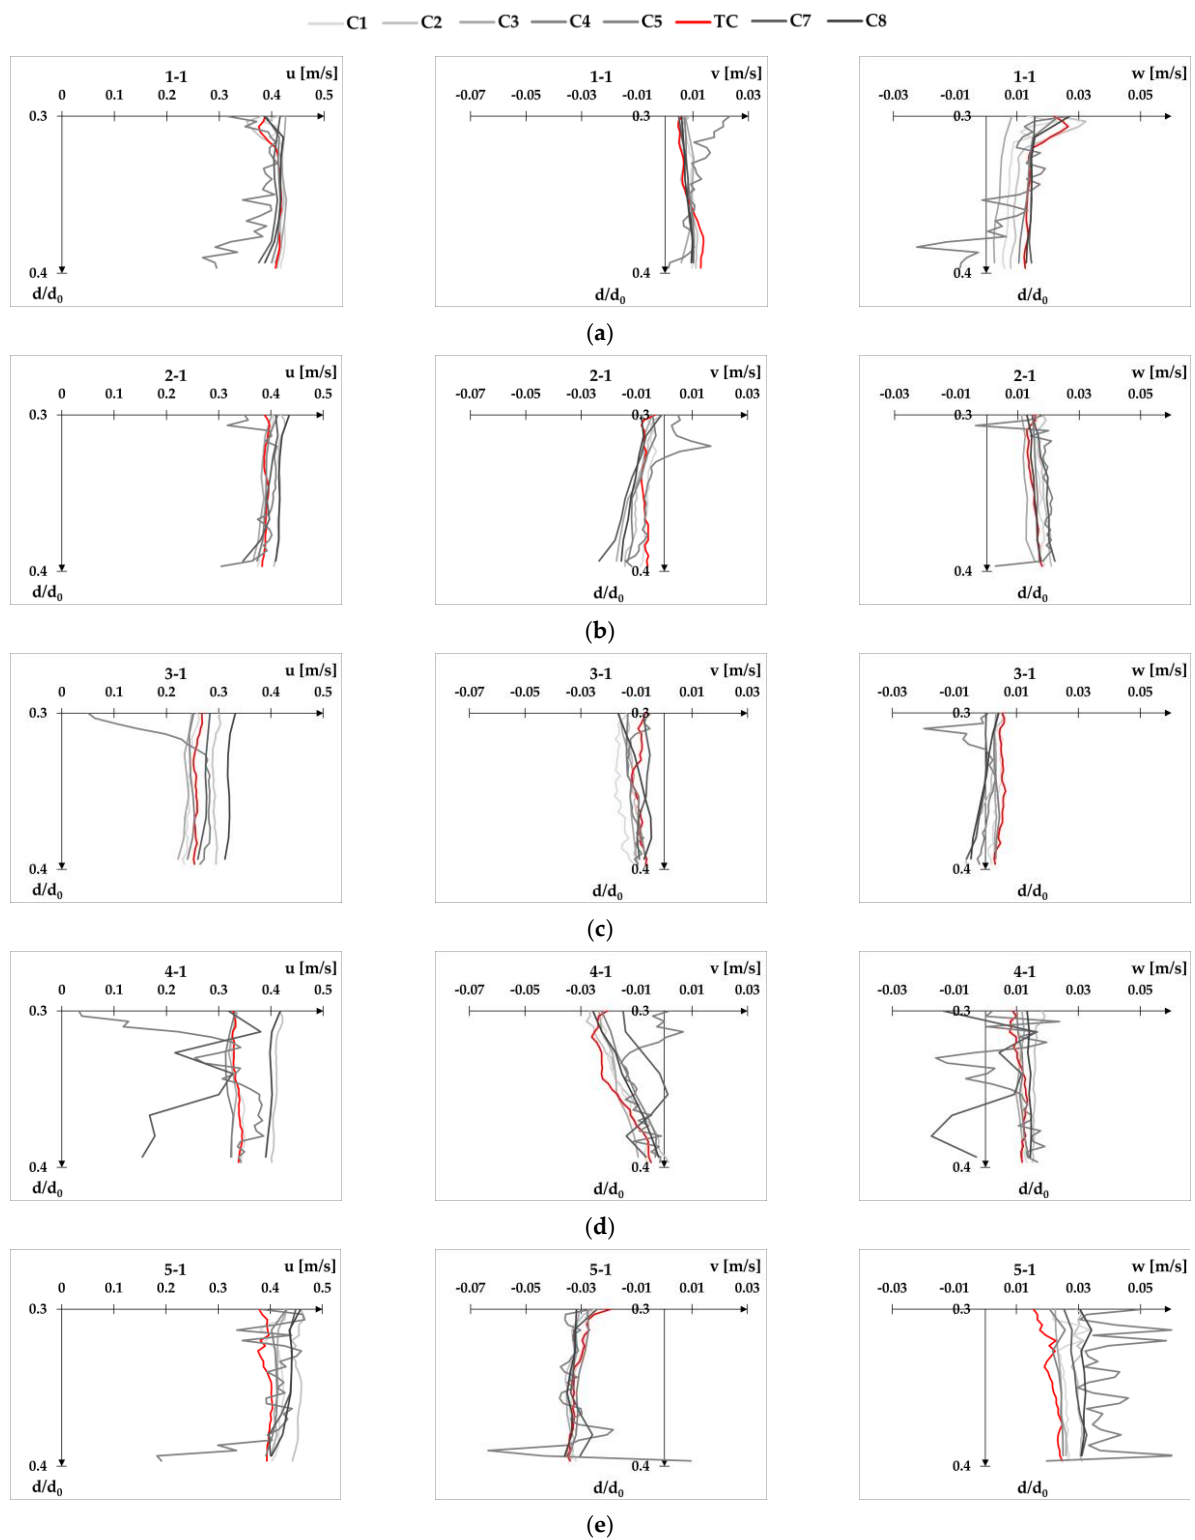 C1 C2 C3 C4 C5 TC C7 C8
1-1 u [m/s]
0 0.1 0.2 0.3 0.4 0.5
0.3
0.4
d/d0
1-1 v [m/s]
-0.07 -0.05 -0.03 -0.01 0.01 0.03
0.3
0.4
d/d0
1-1 w [m/s]
-0.03 -0.01 0.01 0.03 0.05
0.3
0.4
d/d0
(a)
2-1 u [m/s]
0 0.1 0.2 0.3 0.4 0.5
0.3
0.4
d/d0
2-1 v [m/s]
-0.07 -0.05 -0.03 -0.01 0.01 0.03
0.3
0.4
d/d0
2-1 w [m/s]
-0.03 -0.01 0.01 0.03 0.05
0.3
0.4
d/d0
(b)
3-1 u [m/s]
0 0.1 0.2 0.3 0.4 0.5
0.3
0.4
d/d0
3-1 v [m/s]
-0.07 -0.05 -0.03 -0.01 0.01 0.03
0.3
0.4
d/d0
3-1 w [m/s]
-0.03 -0.01 0.01 0.03 0.05
0.3
0.4
d/d0
(c)
4-1 u [m/s]
0 0.1 0.2 0.3 0.4 0.5
0.3
0.4
d/d0
4-1 v [m/s]
-0.07 -0.05 -0.03 -0.01 0.01 0.03
0.3
0.4
d/d0
4-1 w [m/s]
-0.03 -0.01 0.01 0.03 0.05
0.3
0.4
d/d0
(d)
5-1 u [m/s]
0 0.1 0.2 0.3 0.4 0.5
0.3
0.4
d/d0
5-1 v [m/s]
-0.07 -0.05 -0.03 -0.01 0.01 0.03
0.3
0.4
d/d0
5-1 w [m/s]
-0.03 -0.01 0.01 0.03 0.05
0.3
0.4
d/d0
(e)